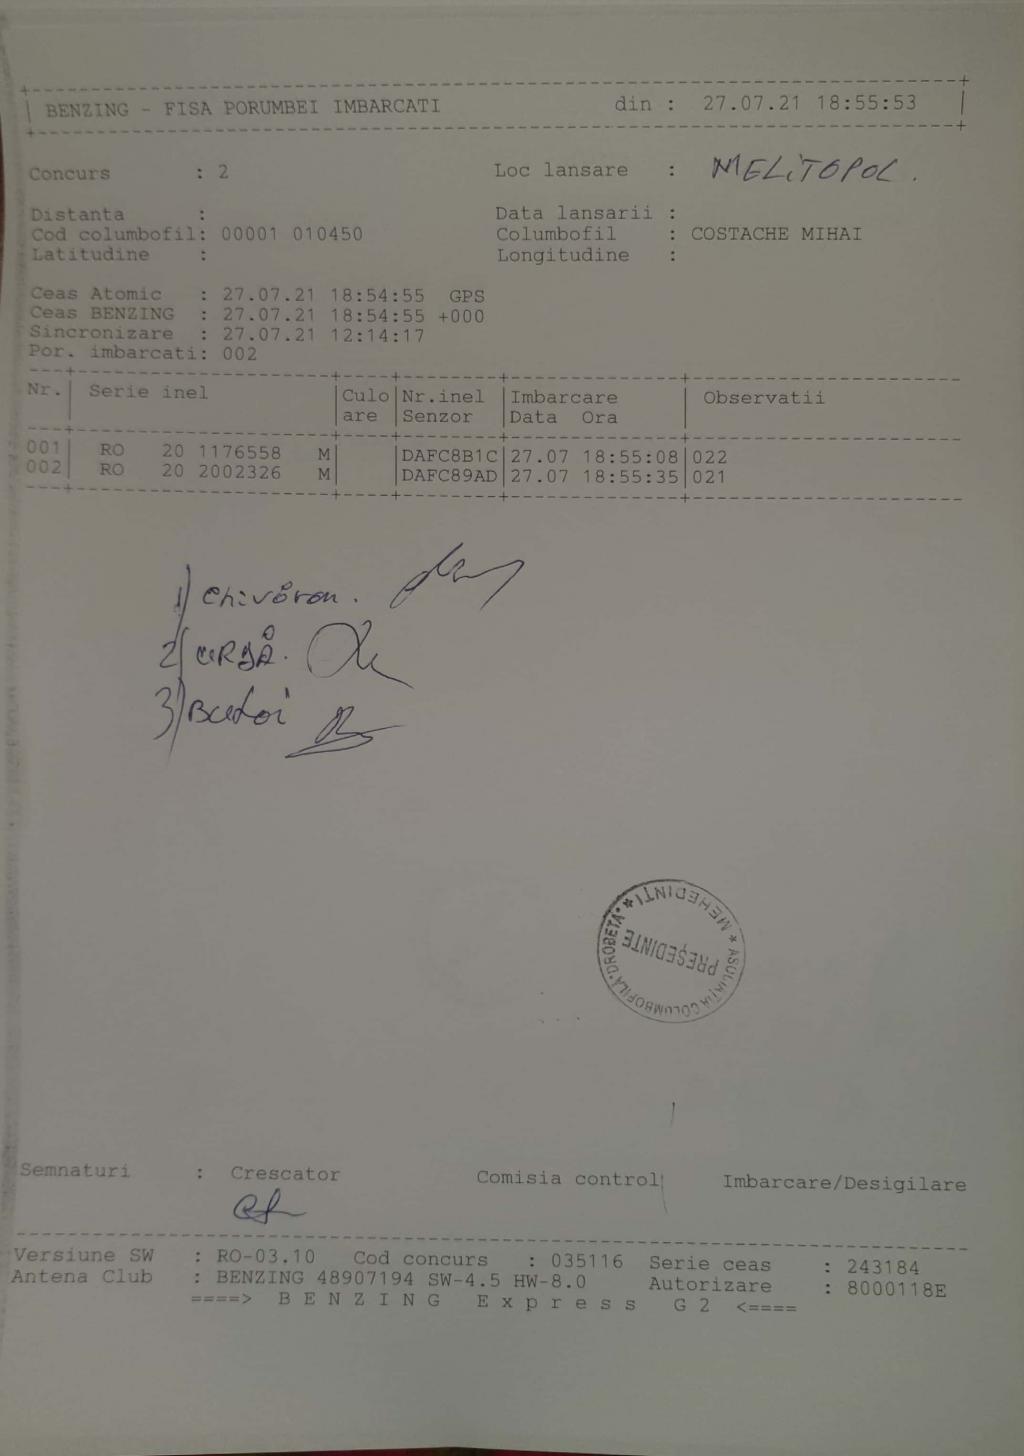 BENZING - FISA PORUMBEI IMBARCATI din : 27.07.21 18:55:53
Concurs : 2 Loc lansare : MELiTOPOL.
Distanta : Data lansarii :
Cod columbofil: 00001 010450 Columbofil : COSTACHE MIHAI
Latitudine : Longitudine :
Ceas Atomic : 27.07.21 18:54:55 GPS
Ceas BENZING : 27.07.21 18:54:55 +000
Sincronizare : 27.07.21 12:14:17
Por. imbarcati: 002
Nr. Serie inel Culo Nr.inel Imbarcare Observatii
are Senzor Data Ora
001 RO 20 1176558 M DAFC8B1C 27.07 18:55:08 022
002 RO 20 2002326 M DAFC89AD 27.07 18:55:35 021
1)
2)
3) Butoi
* ASOCIAȚIA COLUMBOFILĂ "DROBETA" * MEHEDINTI
PREȘEDINTE
Semnaturi : Crescator Comisia control Imbarcare/Desigilare
Versiune SW : RO-03.10 Cod concurs : 035116 Serie ceas : 243184
Antena Club : BENZING 48907194 SW-4.5 HW-8.0 Autorizare : 8000118E
====> B E N Z I N G E x p r e s s G 2 <====